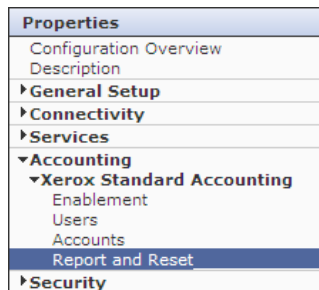 Properties
Configuration Overview
Description
General Setup
Connectivity
Services
Accounting
Xerox Standard Accounting
Enablement
Users
Accounts
Report and Reset
Security